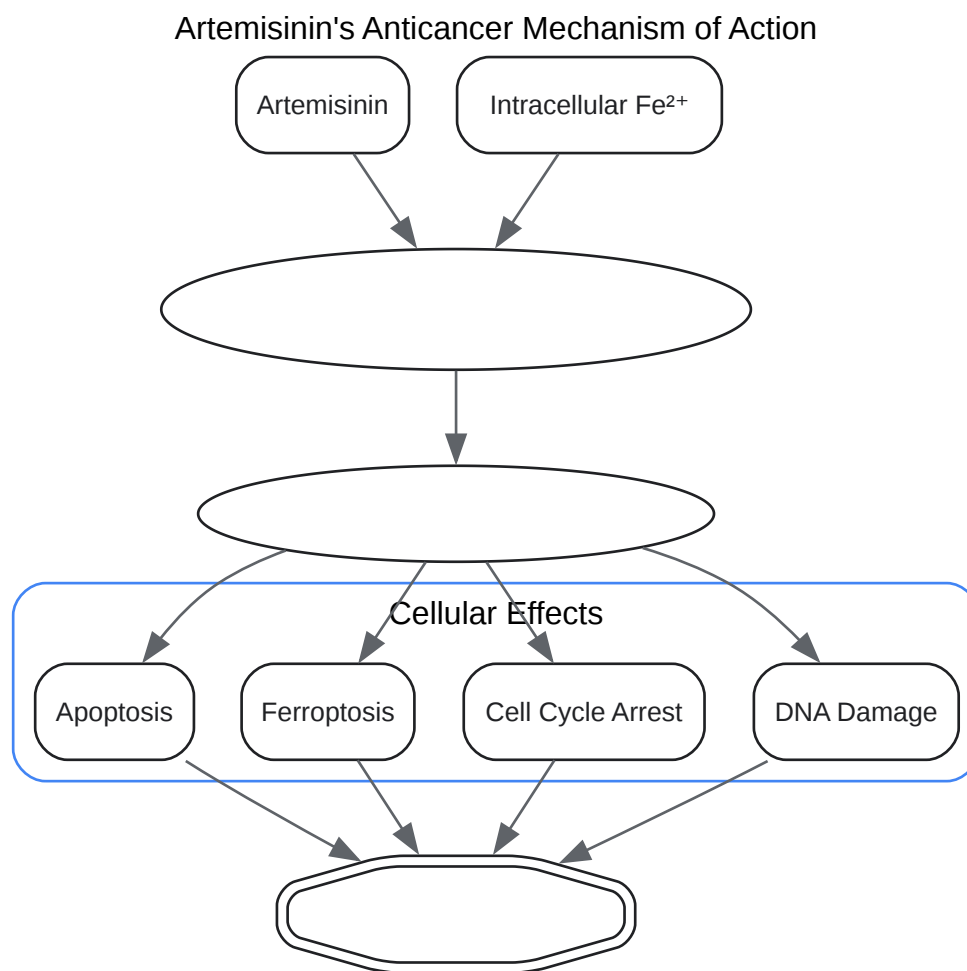 Artemisinin's Anticancer Mechanism of Action
Artemisinin
Intracellular Fe²⁺
Cellular Effects
Apoptosis
Ferroptosis
Cell Cycle Arrest
DNA Damage